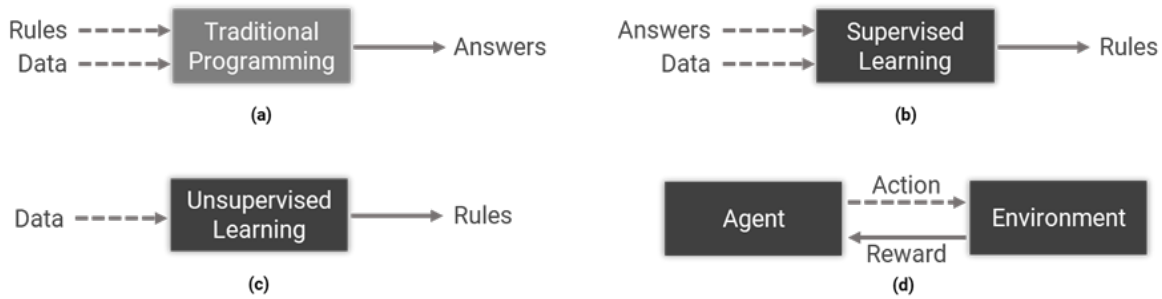 Rules
Data
Traditional
Programming
Answers
(a)
Answers
Data
Supervised
Learning
Rules
(b)
Data
Unsupervised
Learning
Rules
(c)
Agent
Action
Reward
Environment
(d)